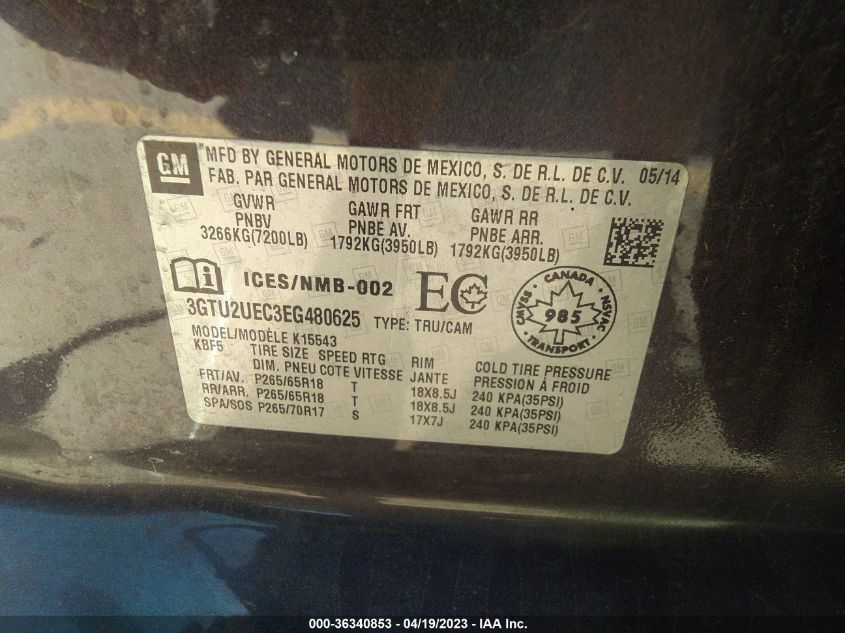 GM ® MFD BY GENERAL MOTORS DE MEXICO, S. DE R.L. DE C.V. 05/14
FAB. PAR GENERAL MOTORS DE MEXICO, S. DE R.L. DE C.V.
GVWR GAWR FRT GAWR RR
PNBV PNBE AV. PNBE ARR.
3266KG(7200LB) 1792KG(3950LB) 1792KG(3950LB)
i ICES/NMB-002 EC CANADA CMVSS 985 NSVAC TRANSPORT
3GTU2UEC3EG480625 TYPE: TRU/CAM
MODEL/MODÈLE K15543
KBF5 TIRE SIZE SPEED RTG RIM COLD TIRE PRESSURE
DIM. PNEU COTE VITESSE JANTE PRESSION À FROID
FRT/AV. P265/65R18 T 18X8.5J 240 KPA(35PSI)
RR/ARR. P265/65R18 T 18X8.5J 240 KPA(35PSI)
SPA/SOS P265/70R17 S 17X7J 240 KPA(35PSI)
000-36340853 - 04/19/2023 - IAA Inc.